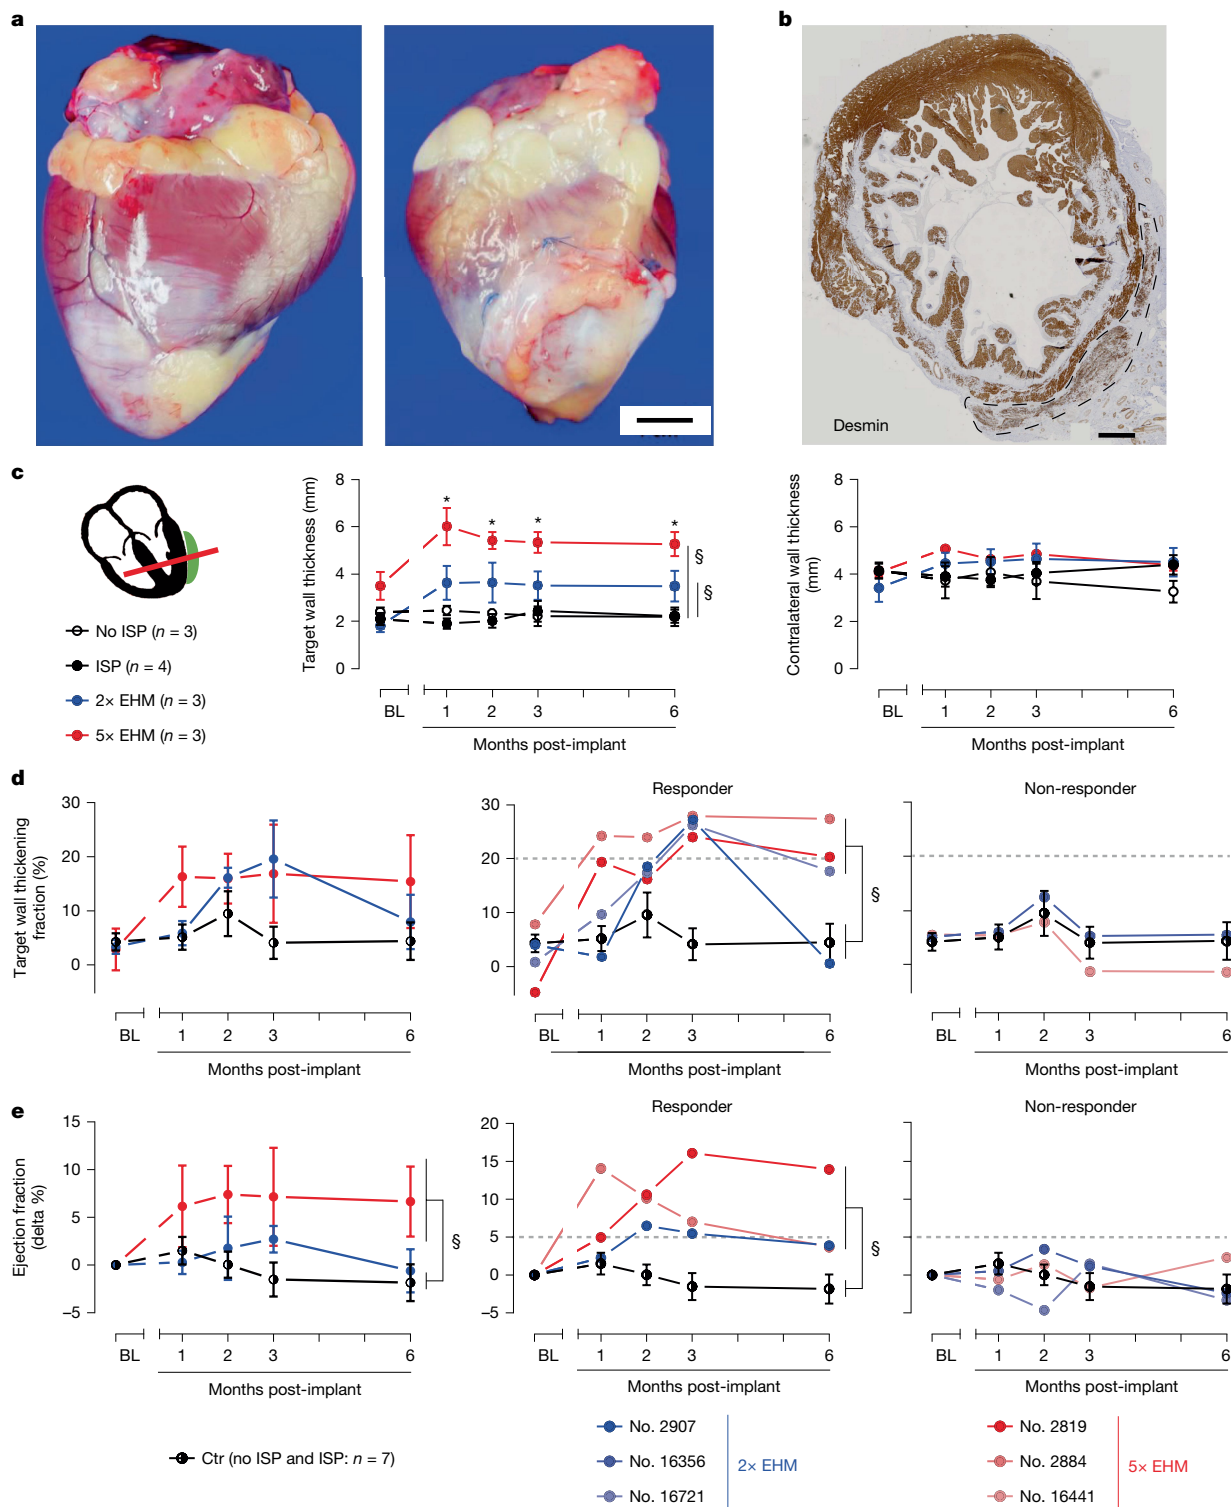 a
b
Desmin
c
No ISP (n = 3)
ISP (n = 4)
2× EHM (n = 3)
5× EHM (n = 3)
Target wall thickness (mm)
8
6
4
2
0
*
*
*
*
§
§
BL
1
2
3
6
Months post-implant
Contralateral wall thickness
(mm)
8
6
4
2
0
BL
1
2
3
6
Months post-implant
d
Target wall thickening
fraction (%)
30
20
10
0
BL
1
2
3
6
Months post-implant
Responder
30
20
10
0
§
BL
1
2
3
6
Months post-implant
Non-responder
BL
1
2
3
6
Months post-implant
e
Ejection fraction
(delta %)
15
10
5
0
–5
§
BL
1
2
3
6
Months post-implant
Responder
20
15
10
5
0
–5
§
BL
1
2
3
6
Months post-implant
Non-responder
BL
1
2
3
6
Months post-implant
Ctr (no ISP and ISP: n = 7)
No. 2907
No. 16356
No. 16721
2× EHM
No. 2819
No. 2884
No. 16441
5× EHM